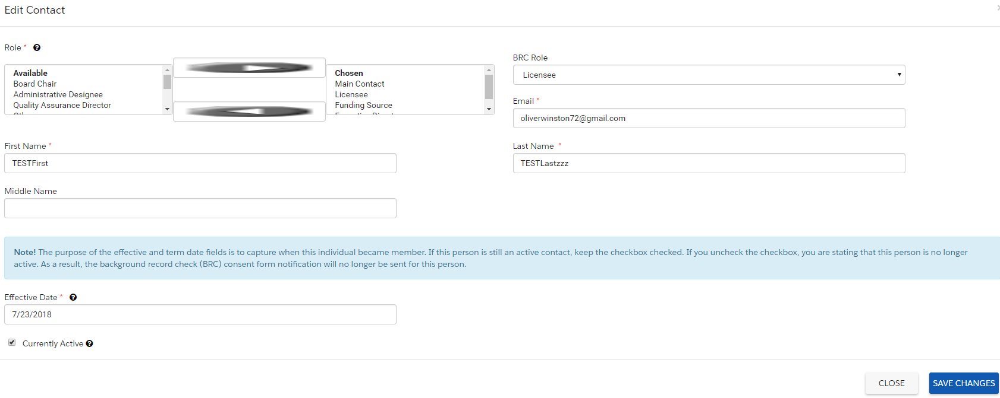 Edit Contact
Role *
Available
Board Chair
Administrative Designee
Quality Assurance Director
Chosen
Main Contact
Licensee
Funding Source
BRC Role
Licensee
Email *
oliverwinston72@gmail.com
First Name *
TESTFirst
Last Name *
TESTLastzzz
Middle Name
Note! The purpose of the effective and term date fields is to capture when this individual became member. If this person is still an active contact, keep the checkbox checked. If you uncheck the checkbox, you are stating that this person is no longer
active. As a result, the background record check (BRC) consent form notification will no longer be sent for this person.
Effective Date *
7/23/2018
Currently Active
CLOSE
SAVE CHANGES